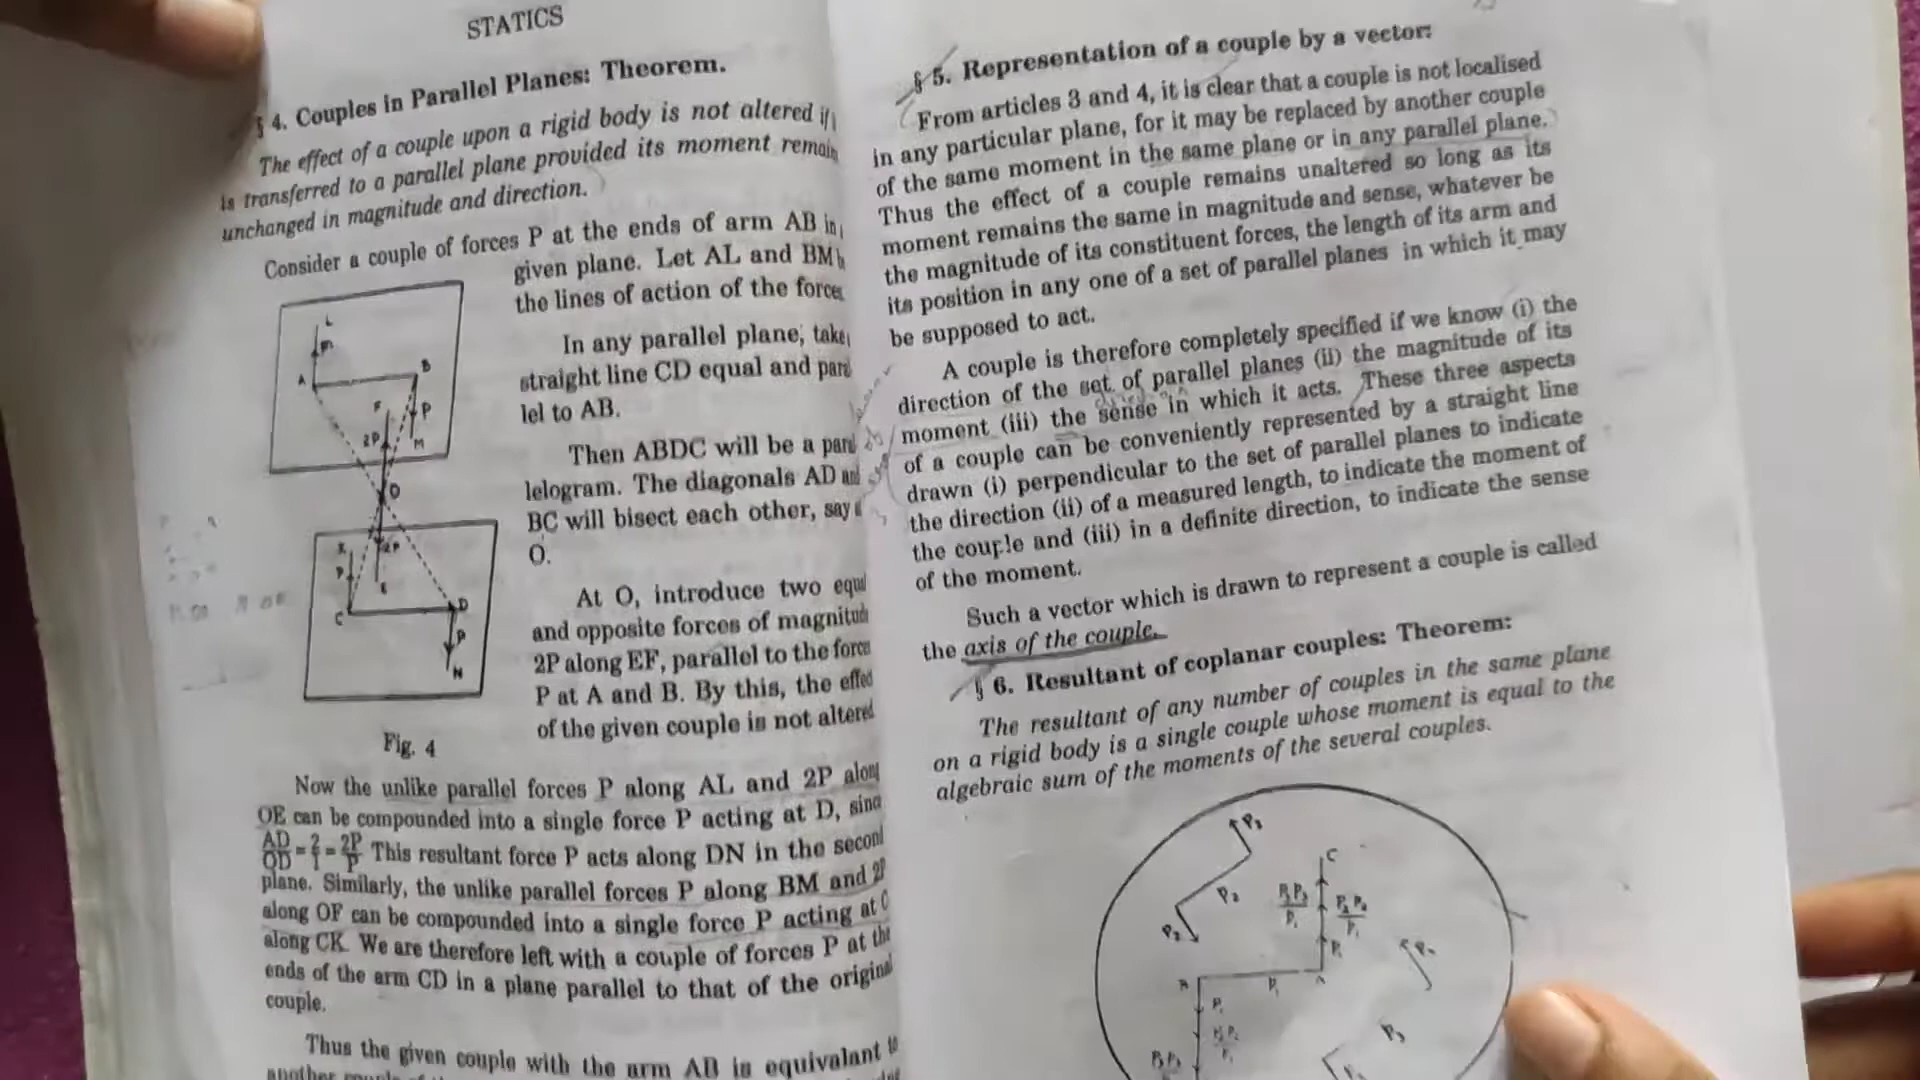 STATICS
§ 4. Couples in Parallel Planes: Theorem.
The effect of a couple upon a rigid body is not altered if
is transferred to a parallel plane provided its moment remain
unchanged in magnitude and direction.
Consider a couple of forces P at the ends of arm AB in
given plane. Let AL and BM
the lines of action of the forces
In any parallel plane, take
straight line CD equal and para
lel to AB.
Then ABDC will be a para
lelogram. The diagonals AD and
BC will bisect each other, say
O.
At O, introduce two equal
and opposite forces of magnitude
2P along EF, parallel to the force
P at A and B. By this, the effect
of the given couple is not altered
L
A
B
F
P
2P
M
O
2P
K
P
E
C
D
P
N
Fig. 4
Now the unlike parallel forces P along AL and 2P along
OE can be compounded into a single force P acting at D, since
AD/OD = 2/1 = 2P/P This resultant force P acts along DN in the second
plane. Similarly, the unlike parallel forces P along BM and 2P
along OF can be compounded into a single force P acting at C
along CK. We are therefore left with a couple of forces P at the
ends of the arm CD in a plane parallel to that of the original
couple.
Thus the given couple with the arm AB is equivalant to
another couple of
§ 5. Representation of a couple by a vector:
From articles 3 and 4, it is clear that a couple is not localised
in any particular plane, for it may be replaced by another couple
of the same moment in the same plane or in any parallel plane.
Thus the effect of a couple remains unaltered so long as its
moment remains the same in magnitude and sense, whatever be
the magnitude of its constituent forces, the length of its arm and
its position in any one of a set of parallel planes in which it may
be supposed to act.
A couple is therefore completely specified if we know (i) the
direction of the set of parallel planes (ii) the magnitude of its
moment (iii) the sense in which it acts. These three aspects
of a couple can be conveniently represented by a straight line
drawn (i) perpendicular to the set of parallel planes to indicate
the direction (ii) of a measured length, to indicate the moment of
the couple and (iii) in a definite direction, to indicate the sense
of the moment.
Such a vector which is drawn to represent a couple is called
the axis of the couple.
§ 6. Resultant of coplanar couples: Theorem:
The resultant of any number of couples in the same plane
on a rigid body is a single couple whose moment is equal to the
algebraic sum of the moments of the several couples.
C
A